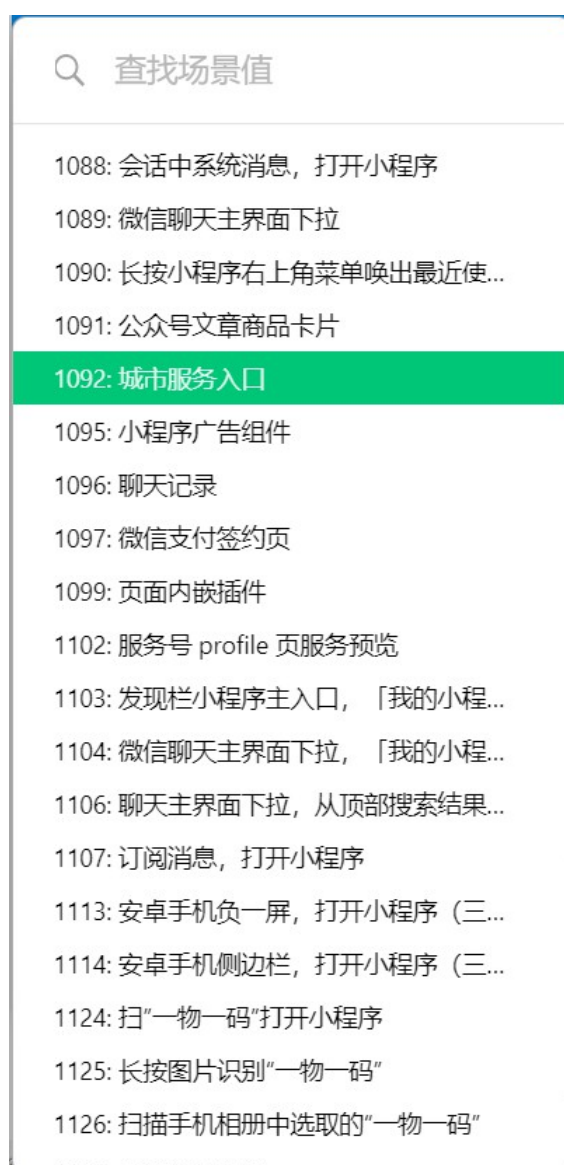 查找场景值
1088: 会话中系统消息，打开小程序
1089: 微信聊天主界面下拉
1090: 长按小程序右上角菜单唤出最近使...
1091: 公众号文章商品卡片
1092: 城市服务入口
1095: 小程序广告组件
1096: 聊天记录
1097: 微信支付签约页
1099: 页面内嵌插件
1102: 服务号 profile 页服务预览
1103: 发现栏小程序主入口，「我的小程...
1104: 微信聊天主界面下拉，「我的小程...
1106: 聊天主界面下拉，从顶部搜索结果...
1107: 订阅消息，打开小程序
1113: 安卓手机负一屏，打开小程序（三...
1114: 安卓手机侧边栏，打开小程序（三...
1124: 扫“一物一码”打开小程序
1125: 长按图片识别“一物一码”
1126: 扫描手机相册中选取的“一物一码”